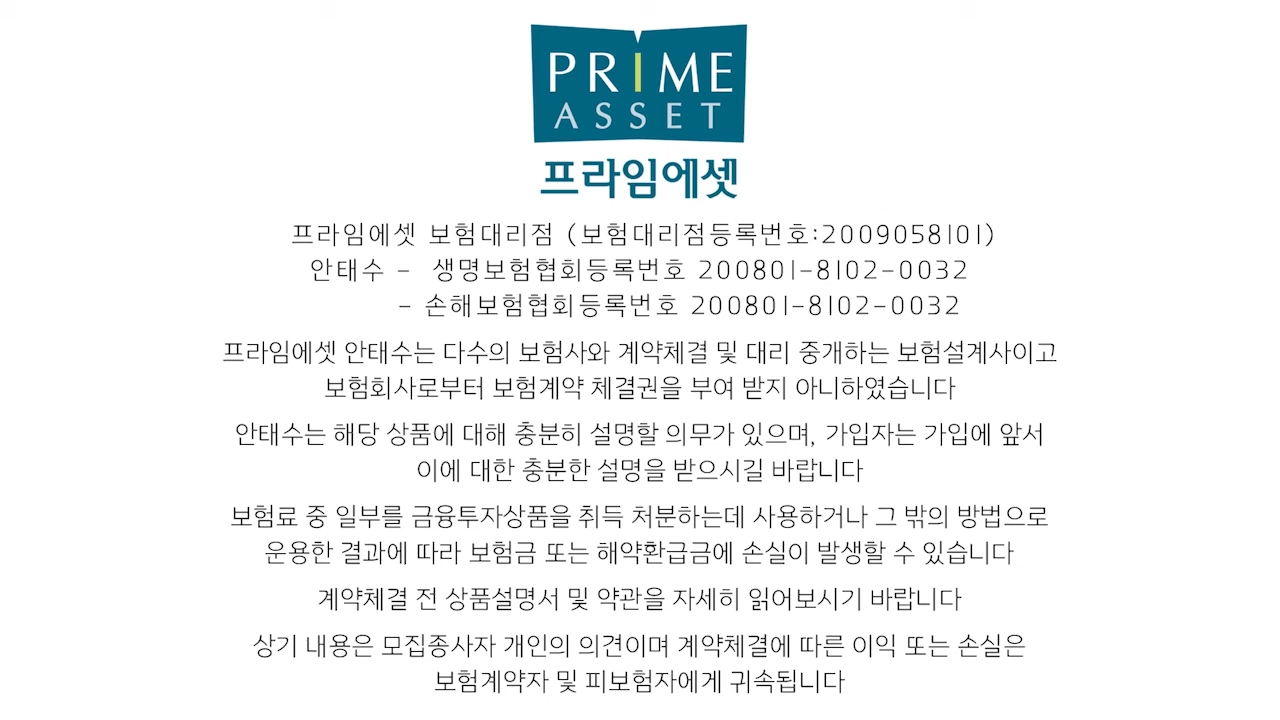 PRIME
ASSET
프라임에셋
프라임에셋 보험대리점 (보험대리점등록번호:2009058101)
안태수 - 생명보험협회등록번호 200801-8102-0032
- 손해보험협회등록번호 200801-8102-0032
프라임에셋 안태수는 다수의 보험사와 계약체결 및 대리 중개하는 보험설계사이고
보험회사로부터 보험계약 체결권을 부여 받지 아니하였습니다
안태수는 해당 상품에 대해 충분히 설명할 의무가 있으며, 가입자는 가입에 앞서
이에 대한 충분한 설명을 받으시길 바랍니다
보험료 중 일부를 금융투자상품을 취득 처분하는데 사용하거나 그 밖의 방법으로
운용한 결과에 따라 보험금 또는 해약환급금에 손실이 발생할 수 있습니다
계약체결 전 상품설명서 및 약관을 자세히 읽어보시기 바랍니다
상기 내용은 모집종사자 개인의 의견이며 계약체결에 따른 이익 또는 손실은
보험계약자 및 피보험자에게 귀속됩니다